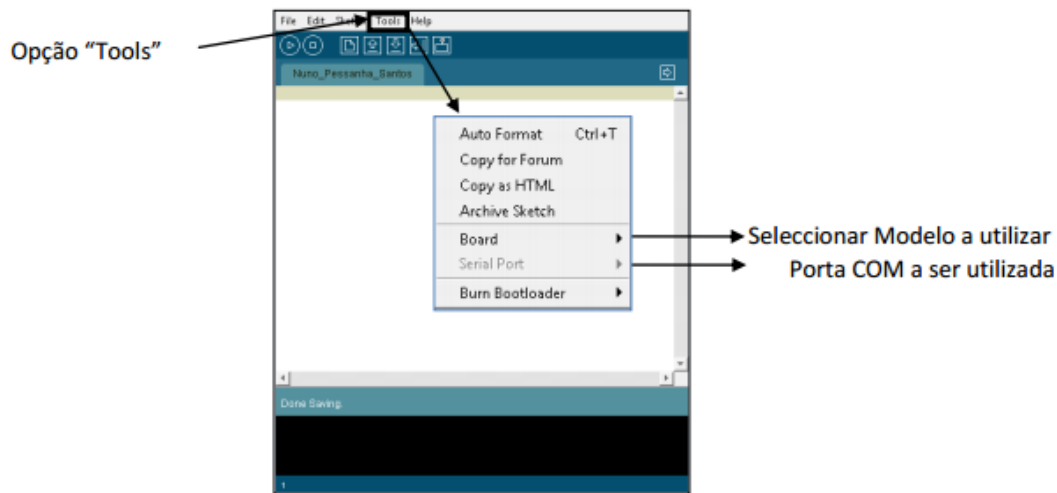 File Edit Sketch Tools Help
Opção “Tools”
Nuno_Pessanha_Santos
Auto Format Ctrl+T
Copy for Forum
Copy as HTML
Archive Sketch
Board
Seleccionar Modelo a utilizar
Serial Port
Porta COM a ser utilizada
Burn Bootloader
Done Saving.
1